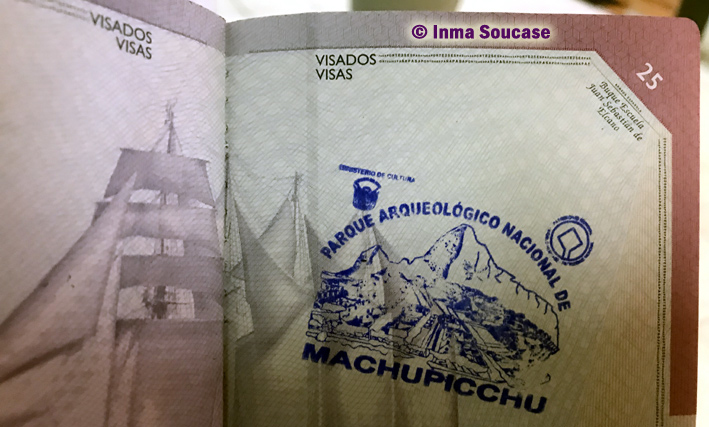 © Inma Soucase
VISADOS
VISAS
VISADOS
VISAS
25
Buque Escuela
Juan Sebastián de
Elcano
MINISTERIO DE CULTURA
PARQUE ARQUEOLÓGICO NACIONAL DE
MACHUPICCHU